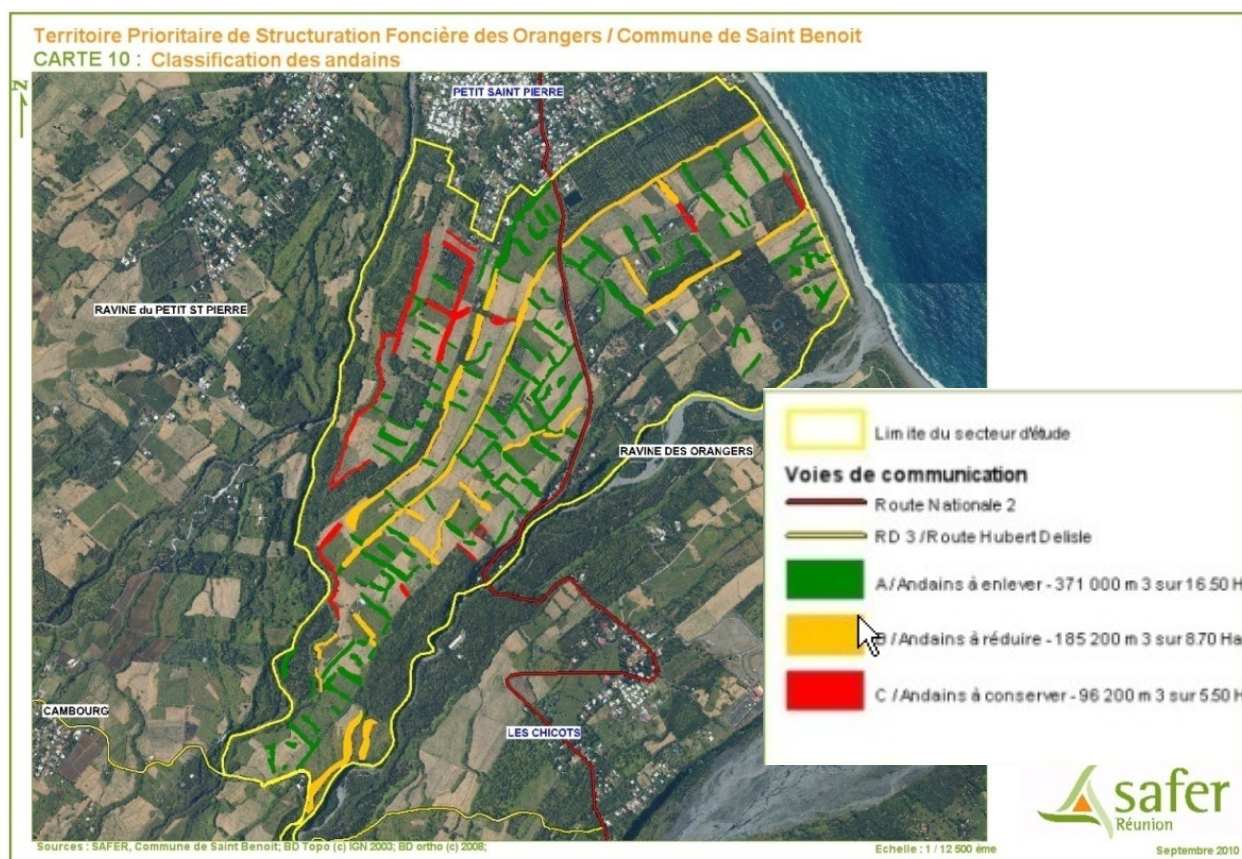 Territoire Prioritaire de Structuration Foncière des Orangers / Commune de Saint Benoit
CARTE 10 : Classification des andains
Z
PETIT SAINT PIERRE
RAVINE du PETIT ST PIERRE
RAVINE DES ORANGERS
CAMBOURG
LES CHICOTS
Limite du secteur d'étude
Voies de communication
Route Nationale 2
RD 3 / Route Hubert Delisle
A / Andains à enlever - 371 000 m 3 sur 16.50 H
/ Andains à réduire - 185 200 m 3 sur 8.70 Ha
C / Andains à conserver - 96 200 m 3 sur 5.50 H
safer
Réunion
Sources : SAFER, Commune de Saint Benoit; BD Topo (c) IGN 2003; BD ortho (c) 2008;
Echelle : 1 / 12 500 ème
Septembre 2010